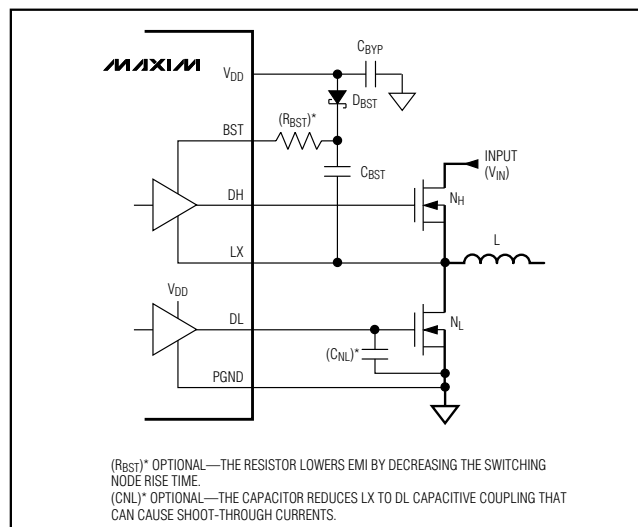 MAXIM
VDD
CBYP
DBST
BST
(RBST)*
CBST
INPUT
(VIN)
DH
NH
L
LX
VDD
DL
NL
(CNL)*
PGND
(RBST)* OPTIONAL—THE RESISTOR LOWERS EMI BY DECREASING THE SWITCHING
NODE RISE TIME.
(CNL)* OPTIONAL—THE CAPACITOR REDUCES LX TO DL CAPACITIVE COUPLING THAT
CAN CAUSE SHOOT-THROUGH CURRENTS.